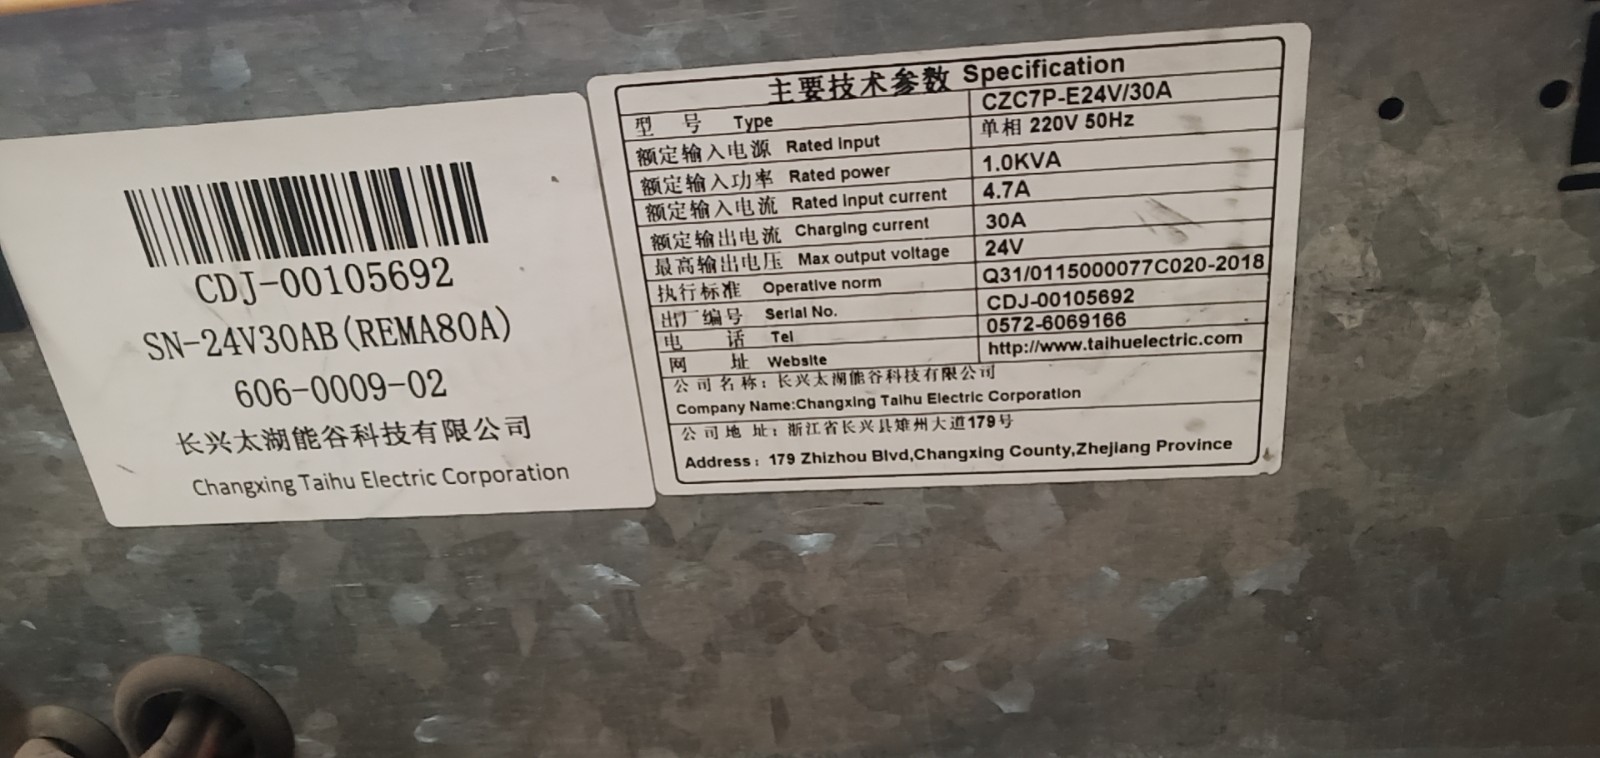 CDJ-00105692
SN-24V30AB(REMA80A)
606-0009-02
长兴太湖能谷科技有限公司
Changxing Taihu Electric Corporation
主要技术参数 Specification
型 号 Type CZC7P-E24V/30A
额定输入电源 Rated Input 单相 220V 50Hz
额定输入功率 Rated power 1.0KVA
额定输入电流 Rated Input current 4.7A
额定输出电流 Charging current 30A
最高输出电压 Max output voltage 24V
执行标准 Operative norm Q31/0115000077C020-2018
出厂编号 Serial No. CDJ-00105692
电 话 Tel 0572-6069166
网 址 Website http://www.taihuelectric.com
公司名称：长兴太湖能谷科技有限公司
Company Name:Changxing Taihu Electric Corporation
公司地 址：浙江省长兴县雉州大道179号
Address：179 Zhizhou Blvd,Changxing County,Zhejiang Province